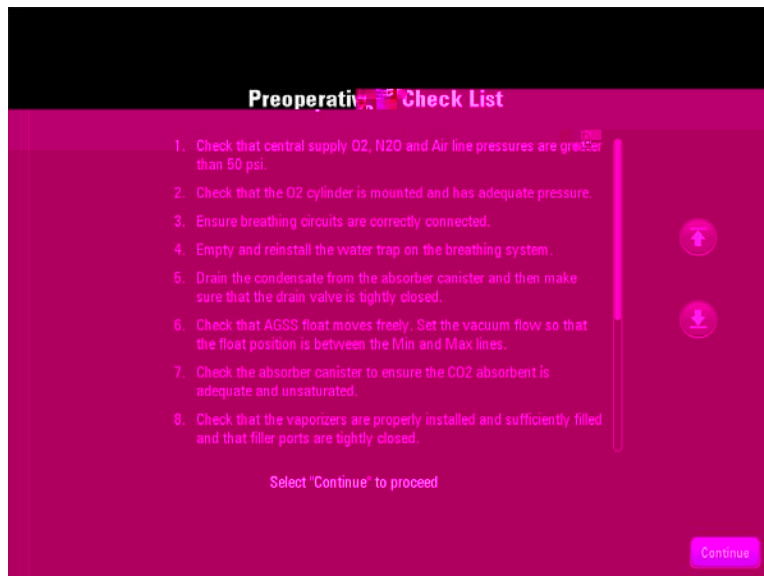 Preoperative Check List
1. Check that central supply O2, N2O and Air line pressures are greater
than 50 psi.
2. Check that the O2 cylinder is mounted and has adequate pressure.
3. Ensure breathing circuits are correctly connected.
4. Empty and reinstall the water trap on the breathing system.
5. Drain the condensate from the absorber canister and then make
sure that the drain valve is tightly closed.
6. Check that AGSS float moves freely. Set the vacuum flow so that
the float position is between the Min and Max lines.
7. Check the absorber canister to ensure the CO2 absorbent is
adequate and unsaturated.
8. Check that the vaporizers are properly installed and sufficiently filled
and that filler ports are tightly closed.
Select "Continue" to proceed
Continue